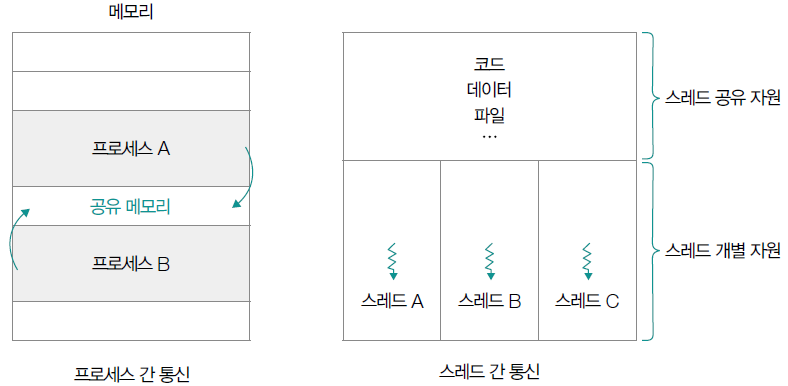 메모리
프로세스 A
공유 메모리
프로세스 B
프로세스 간 통신
코드
데이터
파일
…
스레드 공유 자원
스레드 A
스레드 B
스레드 C
스레드 개별 자원
스레드 간 통신